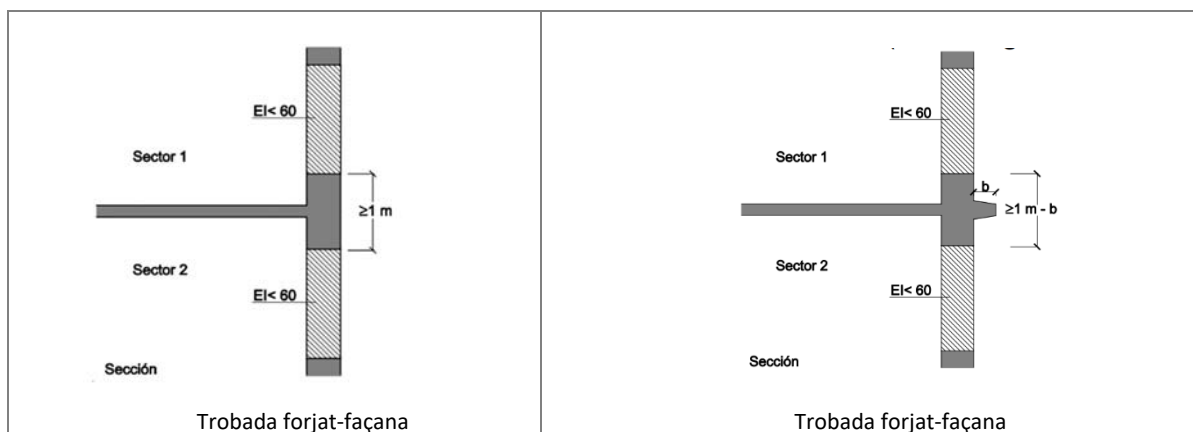 EI< 60
Sector 1
≥1 m
Sector 2
EI< 60
Sección
Trobada forjat-façana
EI< 60
Sector 1
b
≥1 m - b
Sector 2
EI< 60
Sección
Trobada forjat-façana